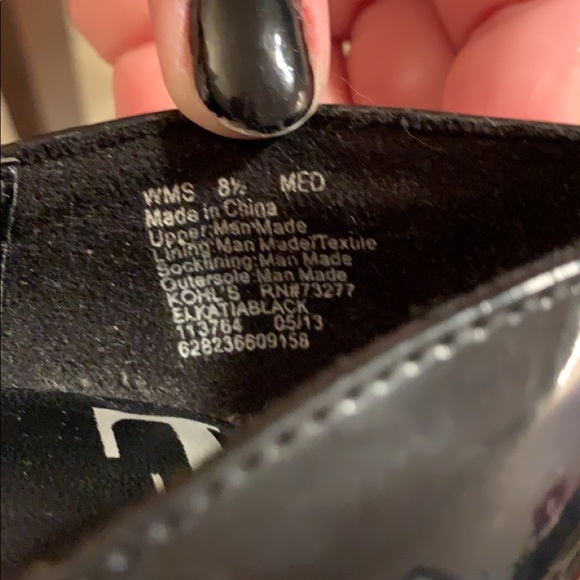 WMS 8½ MED
Made in China
Upper:Man Made
Lining:Man Made/Textile
Socklining:Man Made
Outersole:Man Made
KOHL'S RN#73277
ELKATIABLACK
113764 05/13
628236609158